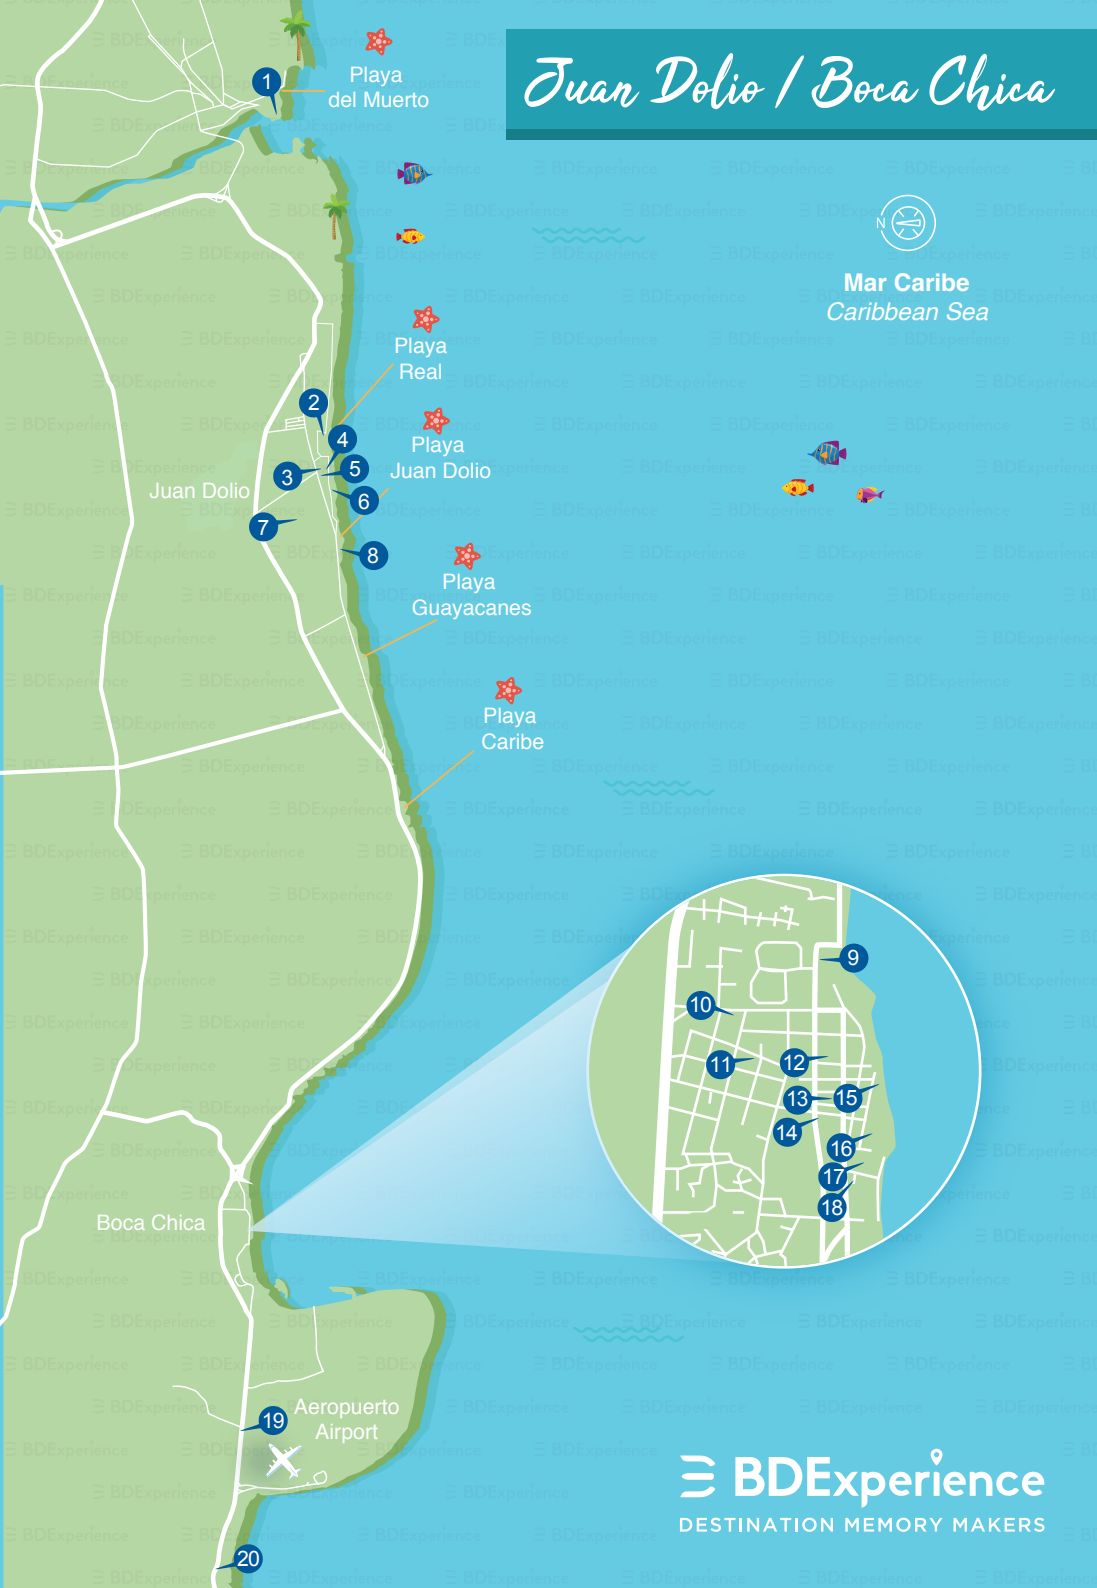 Juan Dolio / Boca Chica
1
Playa
del Muerto
N
Mar Caribe
Caribbean Sea
Playa
Real
2
4
Playa
Juan Dolio
3
5
Juan Dolio
6
7
8
Playa
Guayacanes
Playa
Caribe
9
10
11
12
13
15
14
16
17
18
Boca Chica
19
Aeropuerto
Airport
20
BDExperience
DESTINATION MEMORY MAKERS